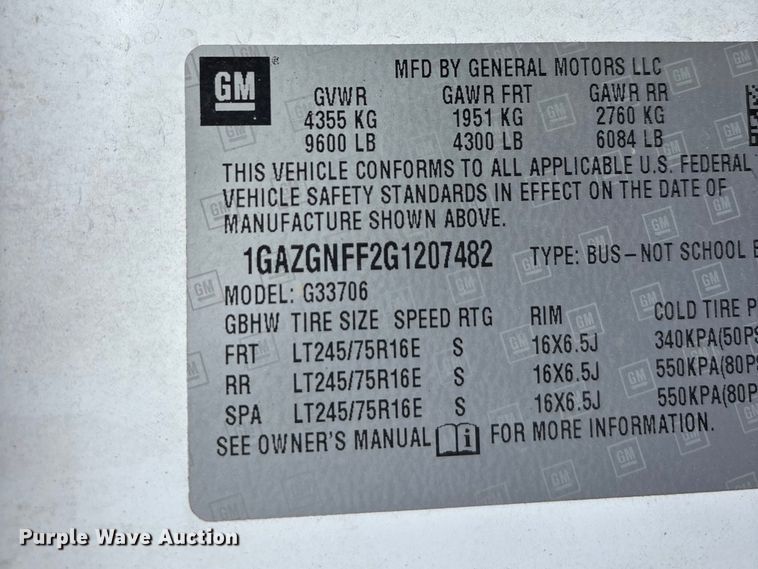 GM ®
MFD BY GENERAL MOTORS LLC
GVWR GAWR FRT GAWR RR
4355 KG 1951 KG 2760 KG
9600 LB 4300 LB 6084 LB
THIS VEHICLE CONFORMS TO ALL APPLICABLE U.S. FEDERAL
VEHICLE SAFETY STANDARDS IN EFFECT ON THE DATE OF
MANUFACTURE SHOWN ABOVE.
1GAZGNFF2G1207482 TYPE: BUS-NOT SCHOOL
MODEL: G33706
GBHW TIRE SIZE SPEED RTG RIM COLD TIRE P
FRT LT245/75R16E S 16X6.5J 340KPA(50PS
RR LT245/75R16E S 16X6.5J 550KPA(80PS
SPA LT245/75R16E S 16X6.5J 550KPA(80P
SEE OWNER'S MANUAL i FOR MORE INFORMATION.
Purple Wave Auction